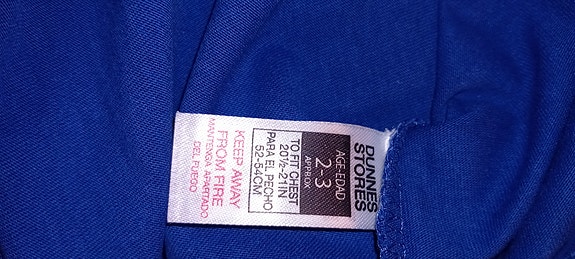 DUNNES
STORES
AGE-EDAD
APPROX
2-3
TO FIT CHEST
20½-21IN
PARA EL PECHO
52-54CM
KEEP AWAY
FROM FIRE
MANTENGA APARTADO
DEL FUEGO